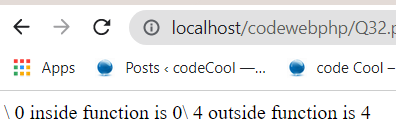 localhost/codewebphp/Q32.p
Apps Posts ‹ codeCool —... code Cool –
\ 0 inside function is 0\ 4 outside function is 4